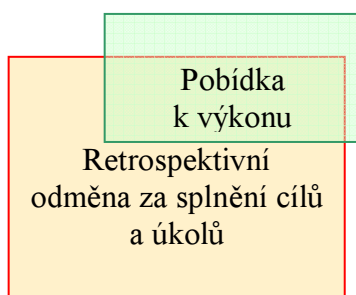 Pobídka
k výkonu
Retrospektivní
odměna za splnění cílů
a úkolů